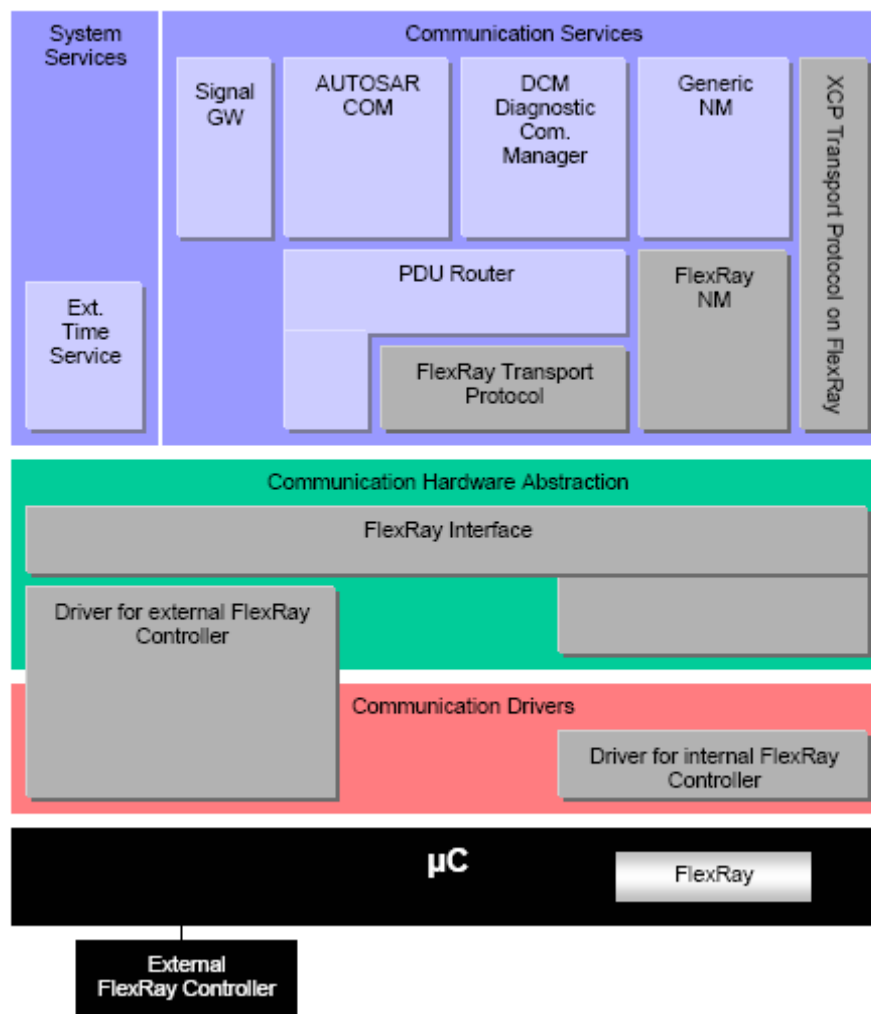 System
Services
Communication Services
Signal
GW
AUTOSAR
COM
DCM
Diagnostic
Com.
Manager
Generic
NM
XCP Transport Protocol on FlexRay
Ext.
Time
Service
PDU Router
FlexRay
NM
FlexRay Transport
Protocol
Communication Hardware Abstraction
FlexRay Interface
Driver for external FlexRay
Controller
Communication Drivers
Driver for internal FlexRay
Controller
µC
FlexRay
External
FlexRay Controller